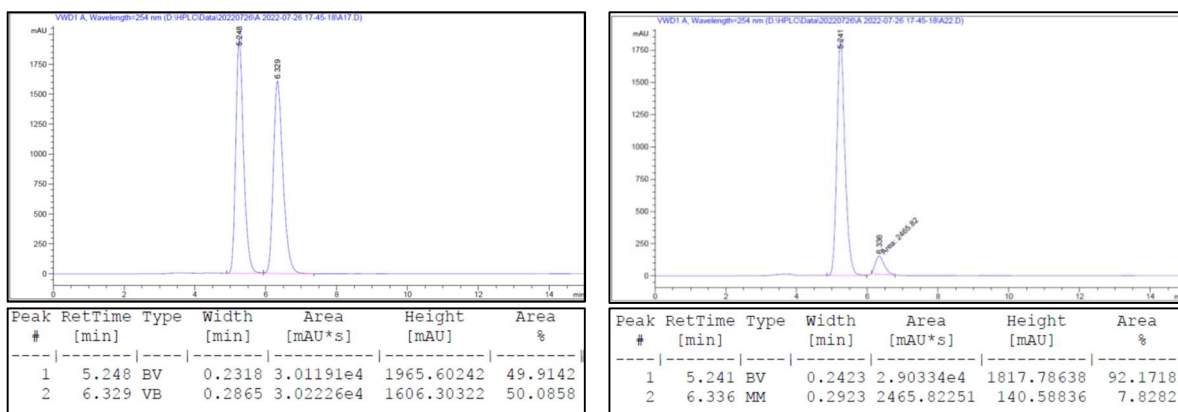 VWD1 A, Wavelength=254 nm (D:\HPLC\Data\20220726\A 2022-07-26 17-45-18\A17.D)
mAU
5.248
6.329
1750
1500
1250
1000
750
500
250
0
0 2 4 6 8 10 12 14 min
Peak RetTime Type Width Area Height Area
# [min] [min] [mAU*s] [mAU] %
----|-------|----|-------|----------|----------|--------|
1 5.248 BV 0.2318 3.01191e4 1965.60242 49.9142
2 6.329 VB 0.2865 3.02226e4 1606.30322 50.0858
VWD1 A, Wavelength=254 nm (D:\HPLC\Data\20220726\A 2022-07-26 17-45-18\A22.D)
mAU
5.241
6.336
Area: 2465.82
1750
1500
1250
1000
750
500
250
0
0 2 4 6 8 10 12 14
Peak RetTime Type Width Area Height Area
# [min] [min] [mAU*s] [mAU] %
----|-------|----|-------|----------|----------|--------|
1 5.241 BV 0.2423 2.90334e4 1817.78638 92.1718
2 6.336 MM 0.2923 2465.82251 140.58836 7.8282